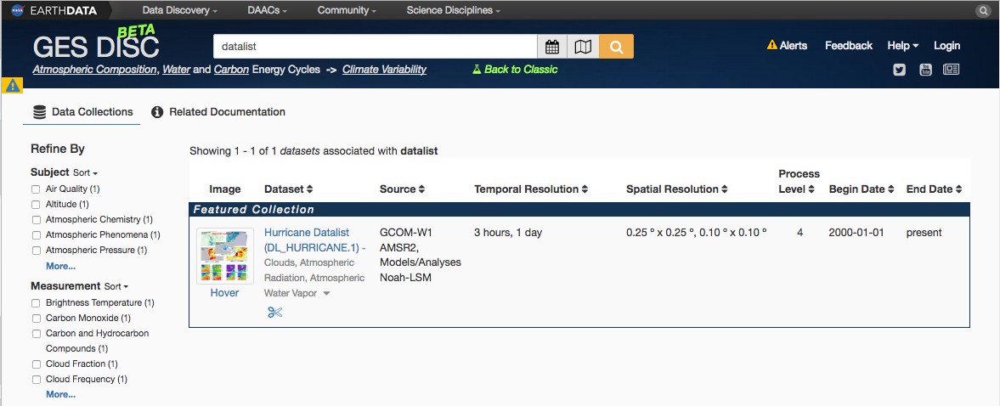 EARTHDATA Data Discovery DAACs Community Science Disciplines
BETA
GES DISC
datalist
Alerts Feedback Help Login
Atmospheric Composition, Water and Carbon Energy Cycles -> Climate Variability
Back to Classic
Data Collections Related Documentation
Refine By
Subject Sort
Air Quality (1)
Altitude (1)
Atmospheric Chemistry (1)
Atmospheric Phenomena (1)
Atmospheric Pressure (1)
More...
Measurement Sort
Brightness Temperature (1)
Carbon Monoxide (1)
Carbon and Hydrocarbon
Compounds (1)
Cloud Fraction (1)
Cloud Frequency (1)
More...
Showing 1 - 1 of 1 datasets associated with datalist
Image Dataset Source Temporal Resolution Spatial Resolution Process Level Begin Date End Date
Featured Collection
Hover
Hurricane Datalist
(DL_HURRICANE.1) -
Clouds, Atmospheric
Radiation, Atmospheric
Water Vapor
GCOM-W1
AMSR2,
Models/Analyses
Noah-LSM
3 hours, 1 day
0.25 º x 0.25 º, 0.10 º x 0.10 º
4
2000-01-01
present